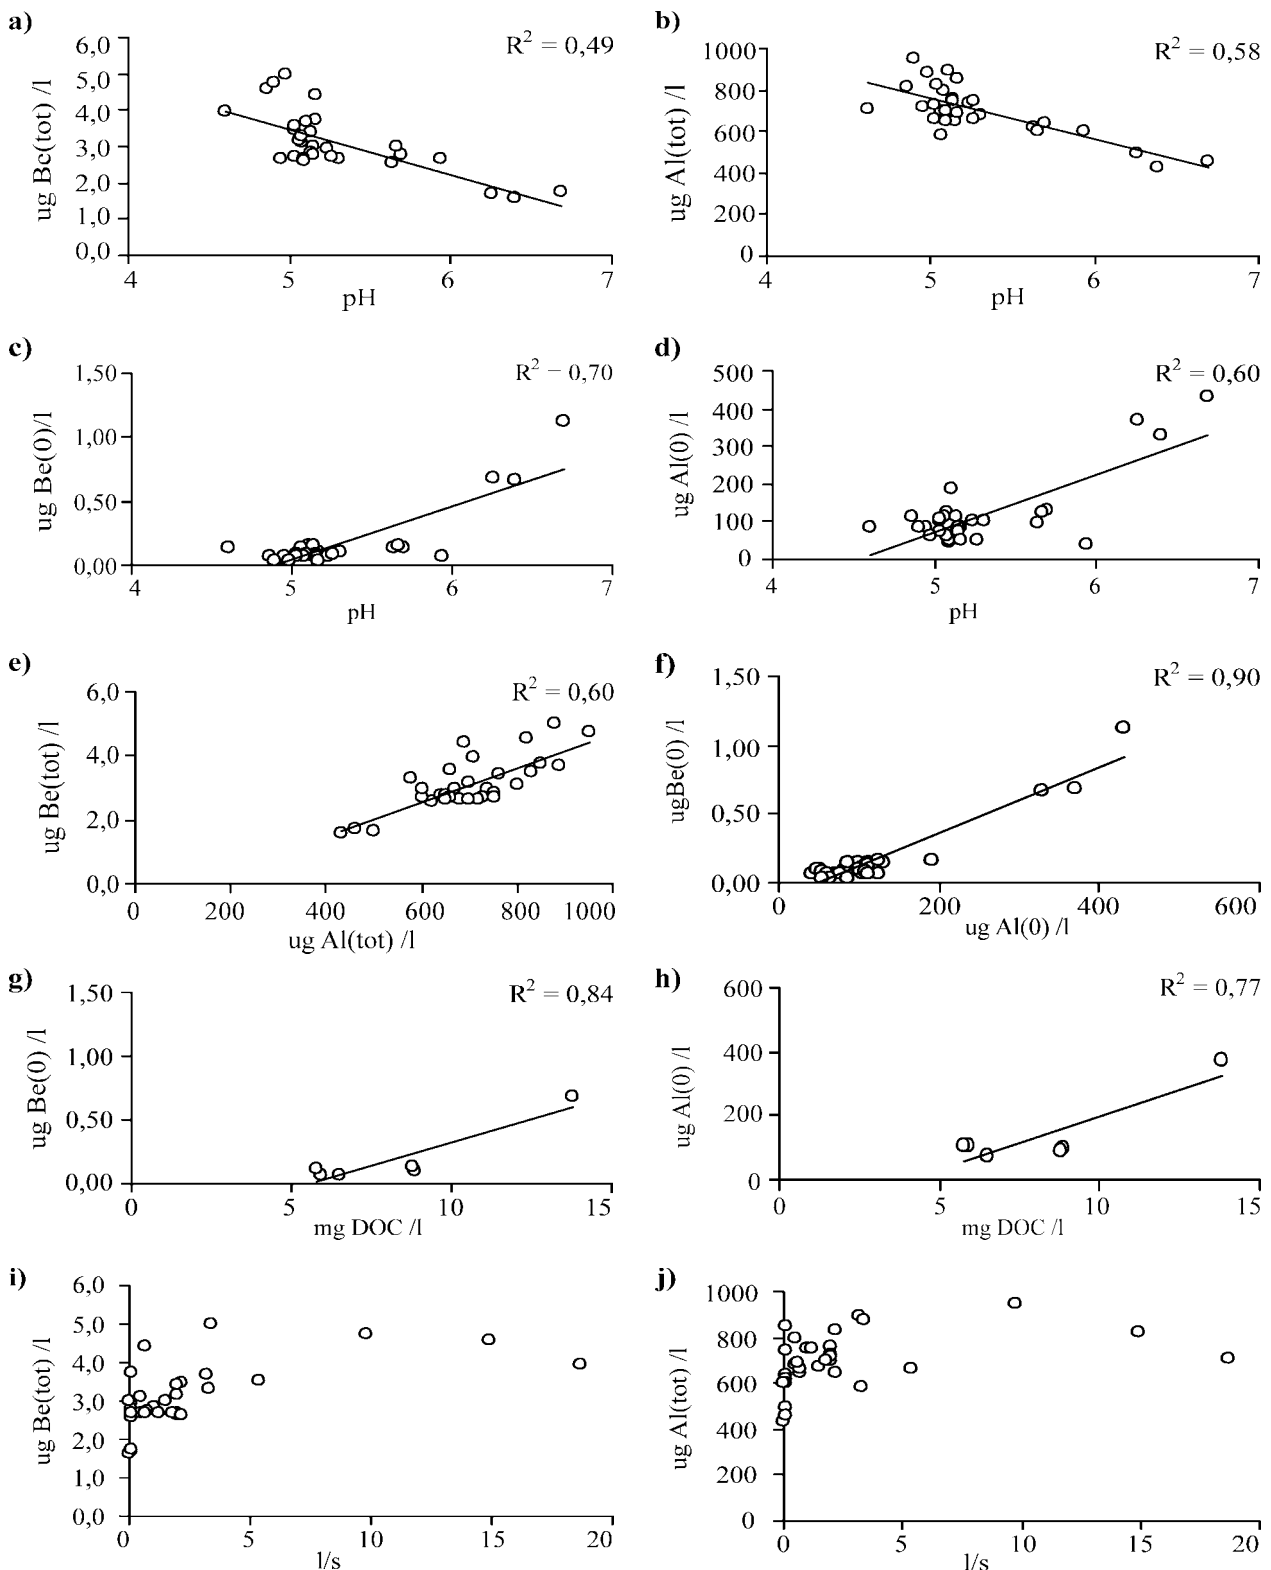 a)
R² = 0,49
ug Be(tot) /l
6,0
5,0
4,0
3,0
2,0
1,0
0,0
4 5 6 7
pH
b)
R² = 0,58
ug Al(tot) /l
1000
800
600
400
200
0
4 5 6 7
pH
c)
R² = 0,70
ug Be(0)/l
1,50
1,00
0,50
0,00
4 5 6 7
pH
d)
R² = 0,60
ug Al(0) /l
500
400
300
200
100
0
4 5 6 7
pH
e)
R² = 0,60
ug Be(tot) /l
6,0
4,0
2,0
0,0
0 200 400 600 800 1000
ug Al(tot) /l
f)
R² = 0,90
ugBe(0) /l
1,50
1,00
0,50
0,00
0 200 400 600
ug Al(0) /l
g)
R² = 0,84
ug Be(0) /l
1,50
1,00
0,50
0,00
0 5 10 15
mg DOC /l
h)
R² = 0,77
ug Al(0) /l
600
400
200
0
0 5 10 15
mg DOC /l
i)
ug Be(tot) /l
6,0
5,0
4,0
3,0
2,0
1,0
0,0
0 5 10 15 20
l/s
j)
ug Al(tot) /l
1000
800
600
400
200
0
0 5 10 15 20
l/s